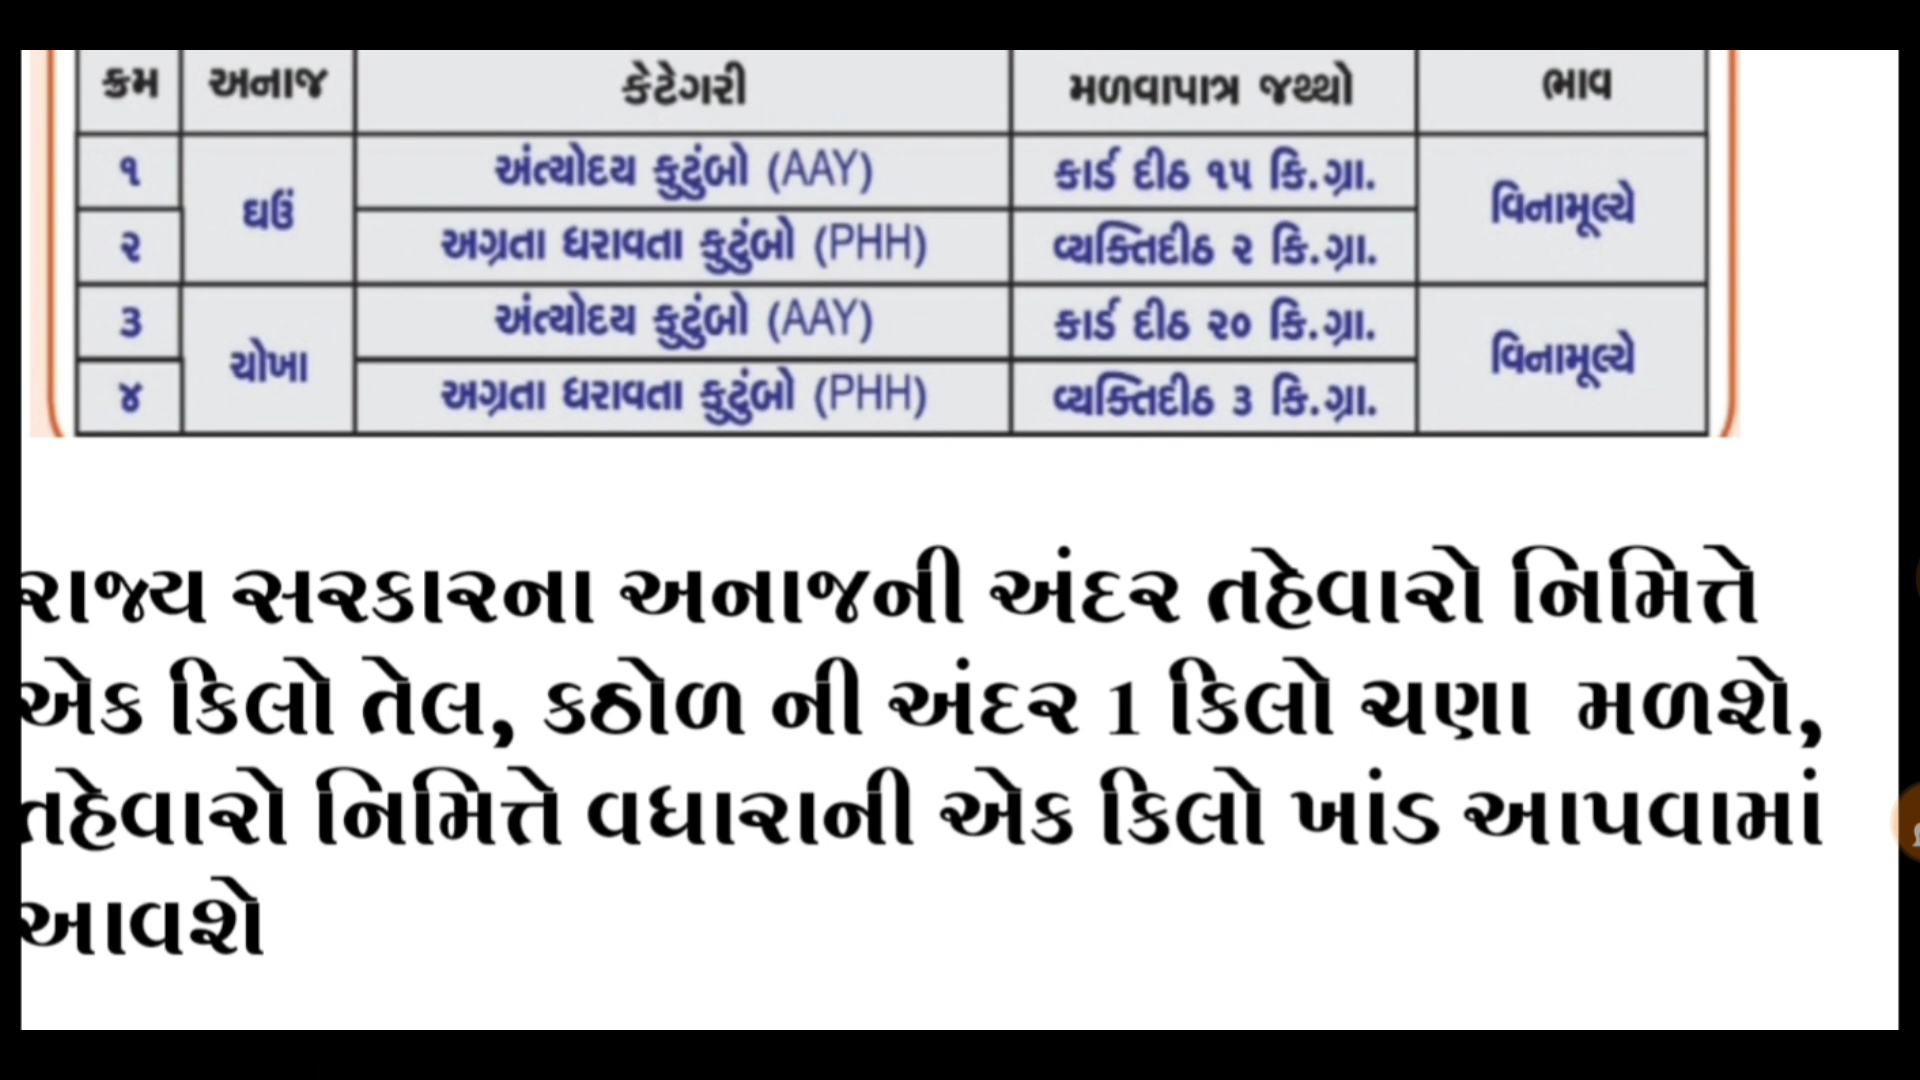 ક્રમ અનાજ કેટેગરી મળવાપાત્ર જથ્થો ભાવ
૧ ઘઉં અંત્યોદય કુટુંબો (AAY) કાર્ડ દીઠ ૧૫ કિ.ગ્રા. વિનામૂલ્યે
૨ અગ્રતા ધરાવતા કુટુંબો (PHH) વ્યક્તિદીઠ ૨ કિ.ગ્રા.
૩ ચોખા અંત્યોદય કુટુંબો (AAY) કાર્ડ દીઠ ૨૦ કિ.ગ્રા. વિનામૂલ્યે
૪ અગ્રતા ધરાવતા કુટુંબો (PHH) વ્યક્તિદીઠ ૩ કિ.ગ્રા.
રાજ્ય સરકારના અનાજની અંદર તહેવારો નિમિત્તે
એક કિલો તેલ, કઠોળ ની અંદર 1 કિલો ચણા મળશે,
તહેવારો નિમિત્તે વધારાની એક કિલો ખાંડ આપવામાં
આવશે